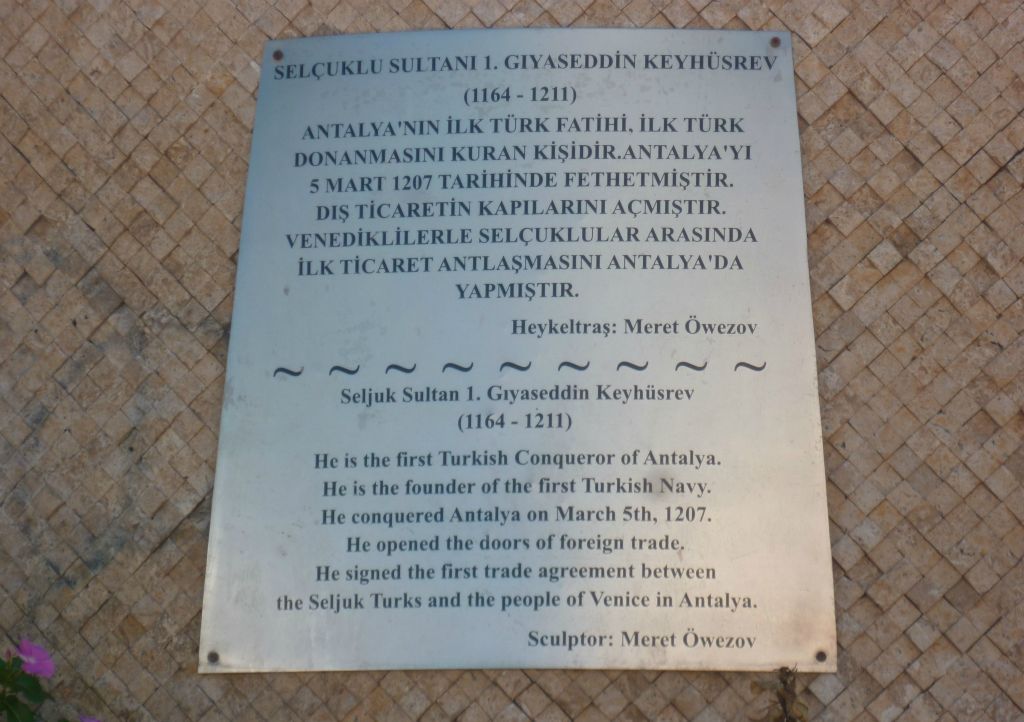 SELÇUKLU SULTANI 1. GIYASEDDİN KEYHÜSREV
(1164 - 1211)
ANTALYA'NIN İLK TÜRK FATİHİ, İLK TÜRK
DONANMASINI KURAN KİŞİDİR.ANTALYA'YI
5 MART 1207 TARİHİNDE FETHETMİŞTİR.
DIŞ TİCARETİN KAPILARINI AÇMIŞTIR.
VENEDİKLİLERLE SELÇUKLULAR ARASINDA
İLK TİCARET ANTLAŞMASINI ANTALYA'DA
YAPMIŞTIR.
Heykeltraş: Meret Öwezov
~ ~ ~ ~ ~ ~ ~ ~ ~
Seljuk Sultan 1. Gıyaseddin Keyhüsrev
(1164 - 1211)
He is the first Turkish Conqueror of Antalya.
He is the founder of the first Turkish Navy.
He conquered Antalya on March 5th, 1207.
He opened the doors of foreign trade.
He signed the first trade agreement between
the Seljuk Turks and the people of Venice in Antalya.
Sculptor: Meret Öwezov